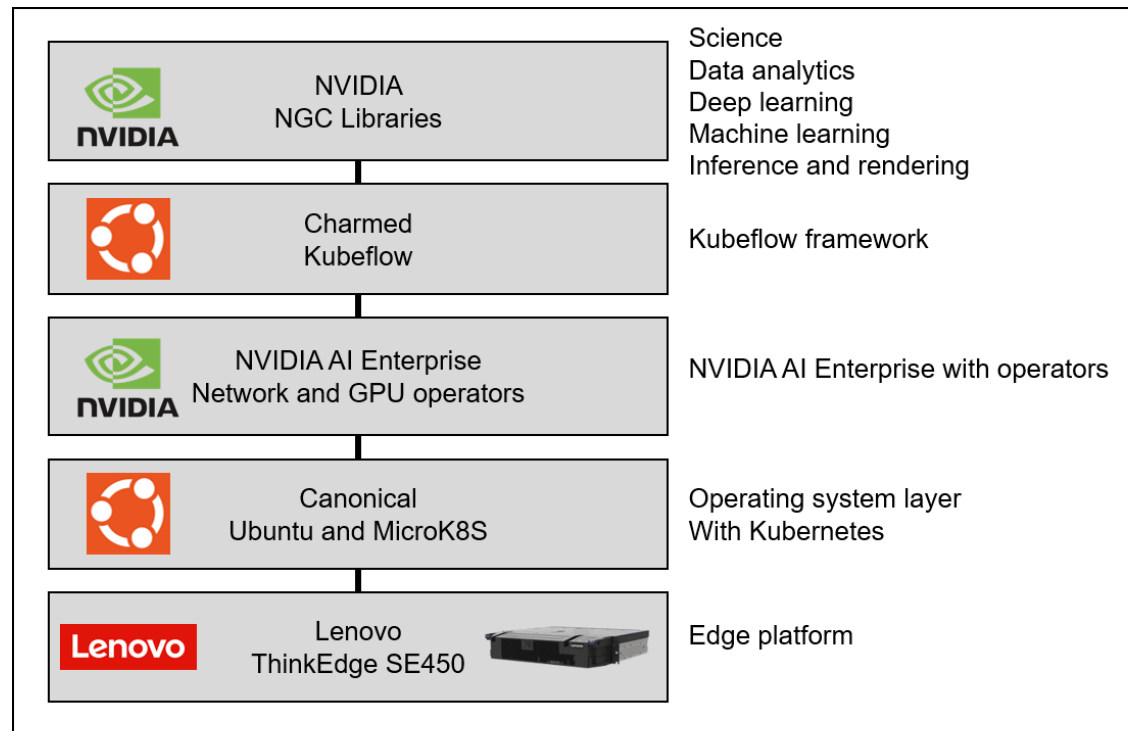 NVIDIA
NGC Libraries
nVIDIA
Science
Data analytics
Deep learning
Machine learning
Inference and rendering
Charmed
Kubeflow
Kubeflow framework
NVIDIA AI Enterprise
Network and GPU operators
nVIDIA
NVIDIA AI Enterprise with operators
Canonical
Ubuntu and MicroK8S
Operating system layer
With Kubernetes
Lenovo
Lenovo
ThinkEdge SE450
Edge platform